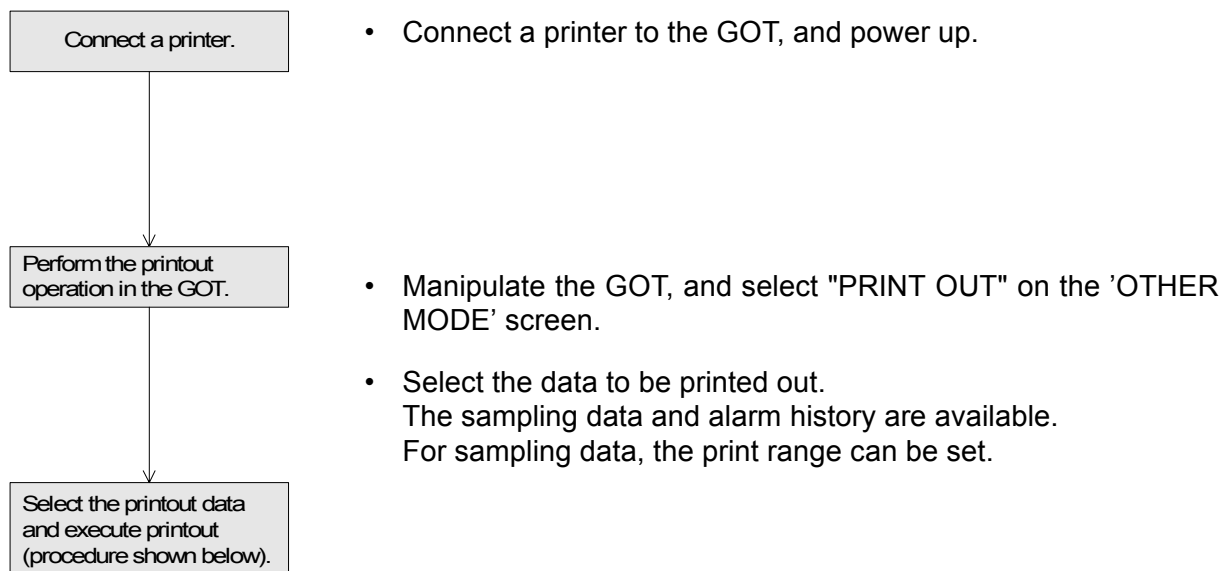 Connect a printer.
• Connect a printer to the GOT, and power up.
Perform the printout
operation in the GOT.
• Manipulate the GOT, and select "PRINT OUT" on the ’OTHER
MODE’ screen.
• Select the data to be printed out.
The sampling data and alarm history are available.
For sampling data, the print range can be set.
Select the printout data
and execute printout
(procedure shown below).